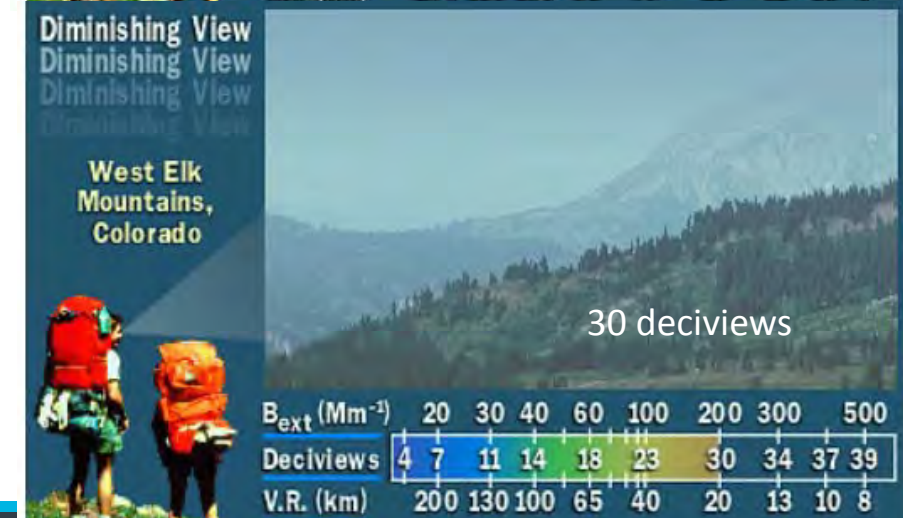 Diminishing View
Diminishing View
Diminishing View
Diminishing View
West Elk
Mountains,
Colorado
30 deciviews
Bext (Mm-1) 20 30 40 60 100 200 300 500
Deciviews 4 7 11 14 18 23 30 34 37 39
V.R. (km) 200 130 100 65 40 20 13 10 8